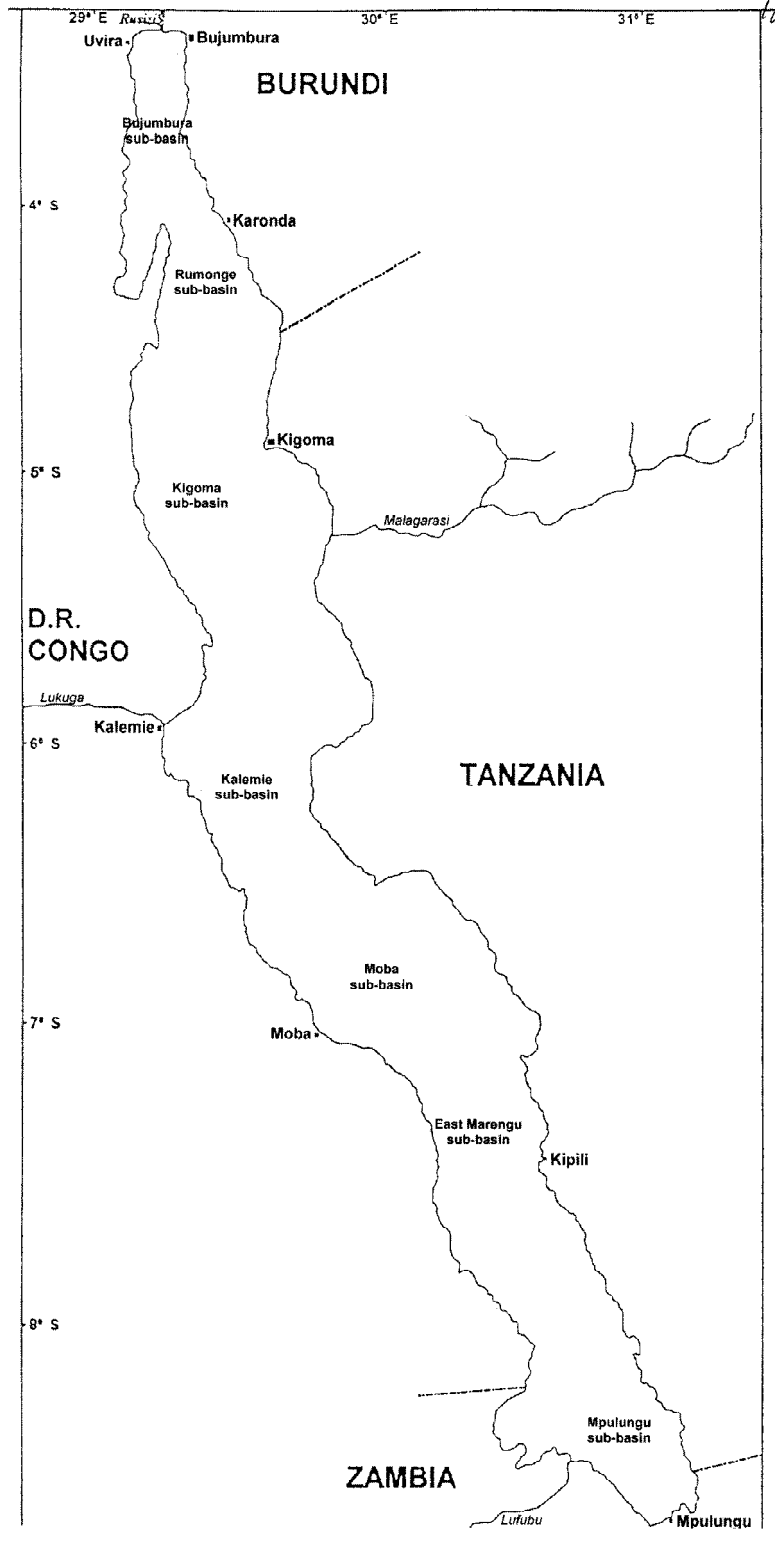 29° E
Rusizi
30° E
31° E
Uvira
Bujumbura
BURUNDI
Bujumbura
sub-basin
4° S
Karonda
Rumonge
sub-basin
Kigoma
5° S
Kigoma
sub-basin
Malagarasi
D.R.
CONGO
Lukuga
Kalemie
6° S
TANZANIA
Kalemie
sub-basin
Moba
sub-basin
7° S
Moba
East Marengu
sub-basin
Kipili
8° S
Mpulungu
sub-basin
ZAMBIA
Lufubu
Mpulungu